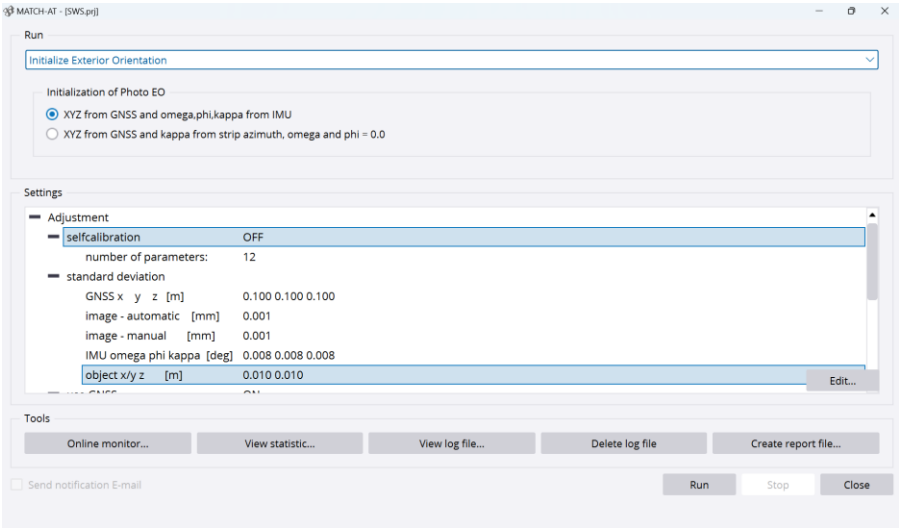 MATCH-AT - [SWS.prj]
Run
Initialize Exterior Orientation
Initialization of Photo EO
XYZ from GNSS and omega,phi,kappa from IMU
XYZ from GNSS and kappa from strip azimuth, omega and phi = 0.0
Settings
Adjustment
selfcalibration OFF
number of parameters: 12
standard deviation
GNSS x y z [m] 0.100 0.100 0.100
image - automatic [mm] 0.001
image - manual [mm] 0.001
IMU omega phi kappa [deg] 0.008 0.008 0.008
object x/y z [m] 0.010 0.010
Edit...
Tools
Online monitor... View statistic... View log file... Delete log file Create report file...
Send notification E-mail Run Stop Close